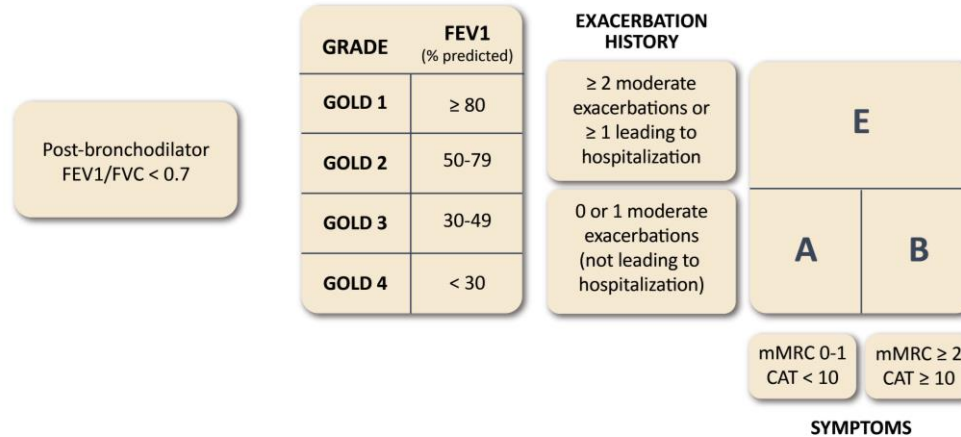 Post-bronchodilator
FEV1/FVC < 0.7
GRADE
FEV1
(% predicted)
GOLD 1
≥ 80
GOLD 2
50-79
GOLD 3
30-49
GOLD 4
< 30
EXACERBATION
HISTORY
≥ 2 moderate
exacerbations or
≥ 1 leading to
hospitalization
0 or 1 moderate
exacerbations
(not leading to
hospitalization)
E
A
B
mMRC 0-1
CAT < 10
mMRC ≥ 2
CAT ≥ 10
SYMPTOMS